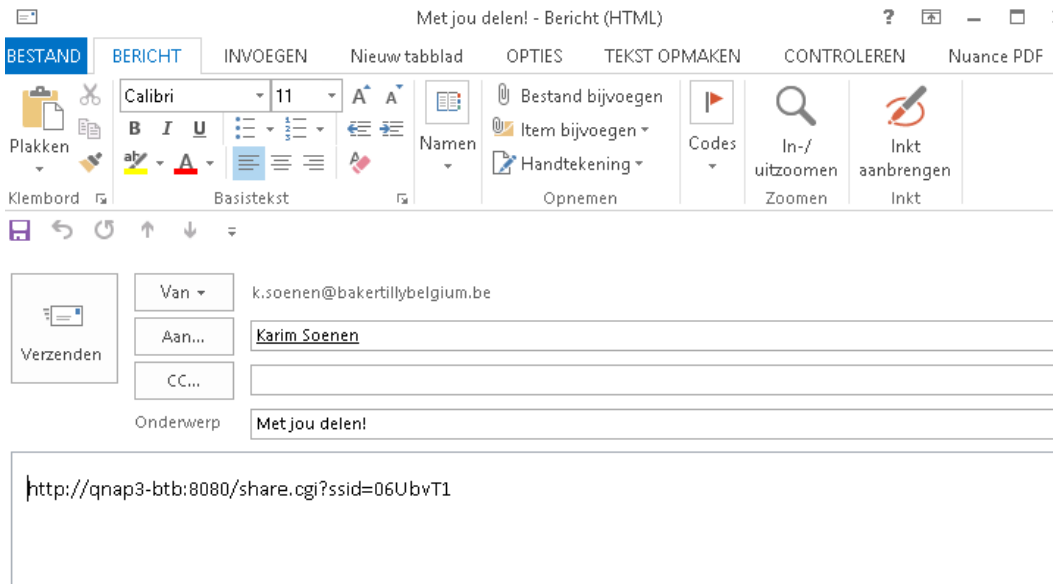 Met jou delen! - Bericht (HTML)
BESTAND BERICHT INVOEGEN Nieuw tabblad OPTIES TEKST OPMAKEN CONTROLEREN Nuance PDF
Plakken
Calibri 11
B I U
Namen
Bestand bijvoegen
Item bijvoegen
Handtekening
Codes
In-/
uitzoomen
Inkt
aanbrengen
Klembord Basistekst Opnemen Zoomen Inkt
Verzenden
Van k.soenen@bakertillybelgium.be
Aan... Karim Soenen
CC...
Onderwerp Met jou delen!
http://qnap3-btb:8080/share.cgi?ssid=06UbvT1